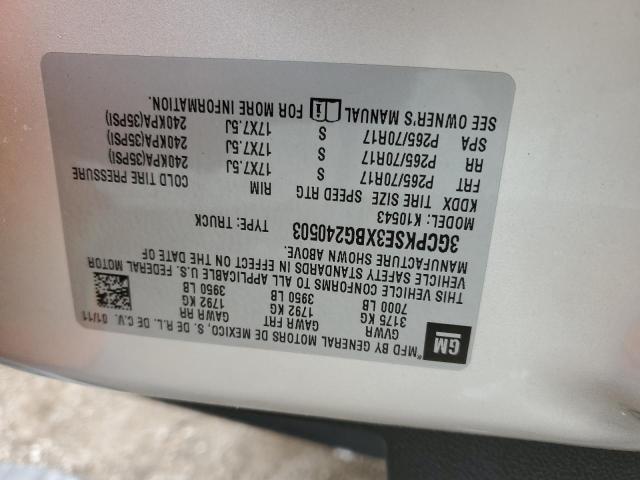 GM
*MFD BY GENERAL MOTORS DE MEXICO, S. DE R.L. DE C.V. 01/11
GVWR GAWR FRT GAWR RR
3175 KG 1792 KG 1792 KG
7000 LB 3950 LB 3950 LB
THIS VEHICLE CONFORMS TO ALL APPLICABLE U.S. FEDERAL MOTOR
VEHICLE SAFETY STANDARDS IN EFFECT ON THE DATE OF
MANUFACTURE SHOWN ABOVE.
3GCPKSE3XBG240503 TYPE: TRUCK
MODEL: K10543
KDDX TIRE SIZE SPEED RTG RIM COLD TIRE PRESSURE
FRT P265/70R17 S 17X7.5J 240KPA(35PSI)
RR P265/70R17 S 17X7.5J 240KPA(35PSI)
SPA P265/70R17 S 17X7.5J 240KPA(35PSI)
SEE OWNER'S MANUAL FOR MORE INFORMATION.